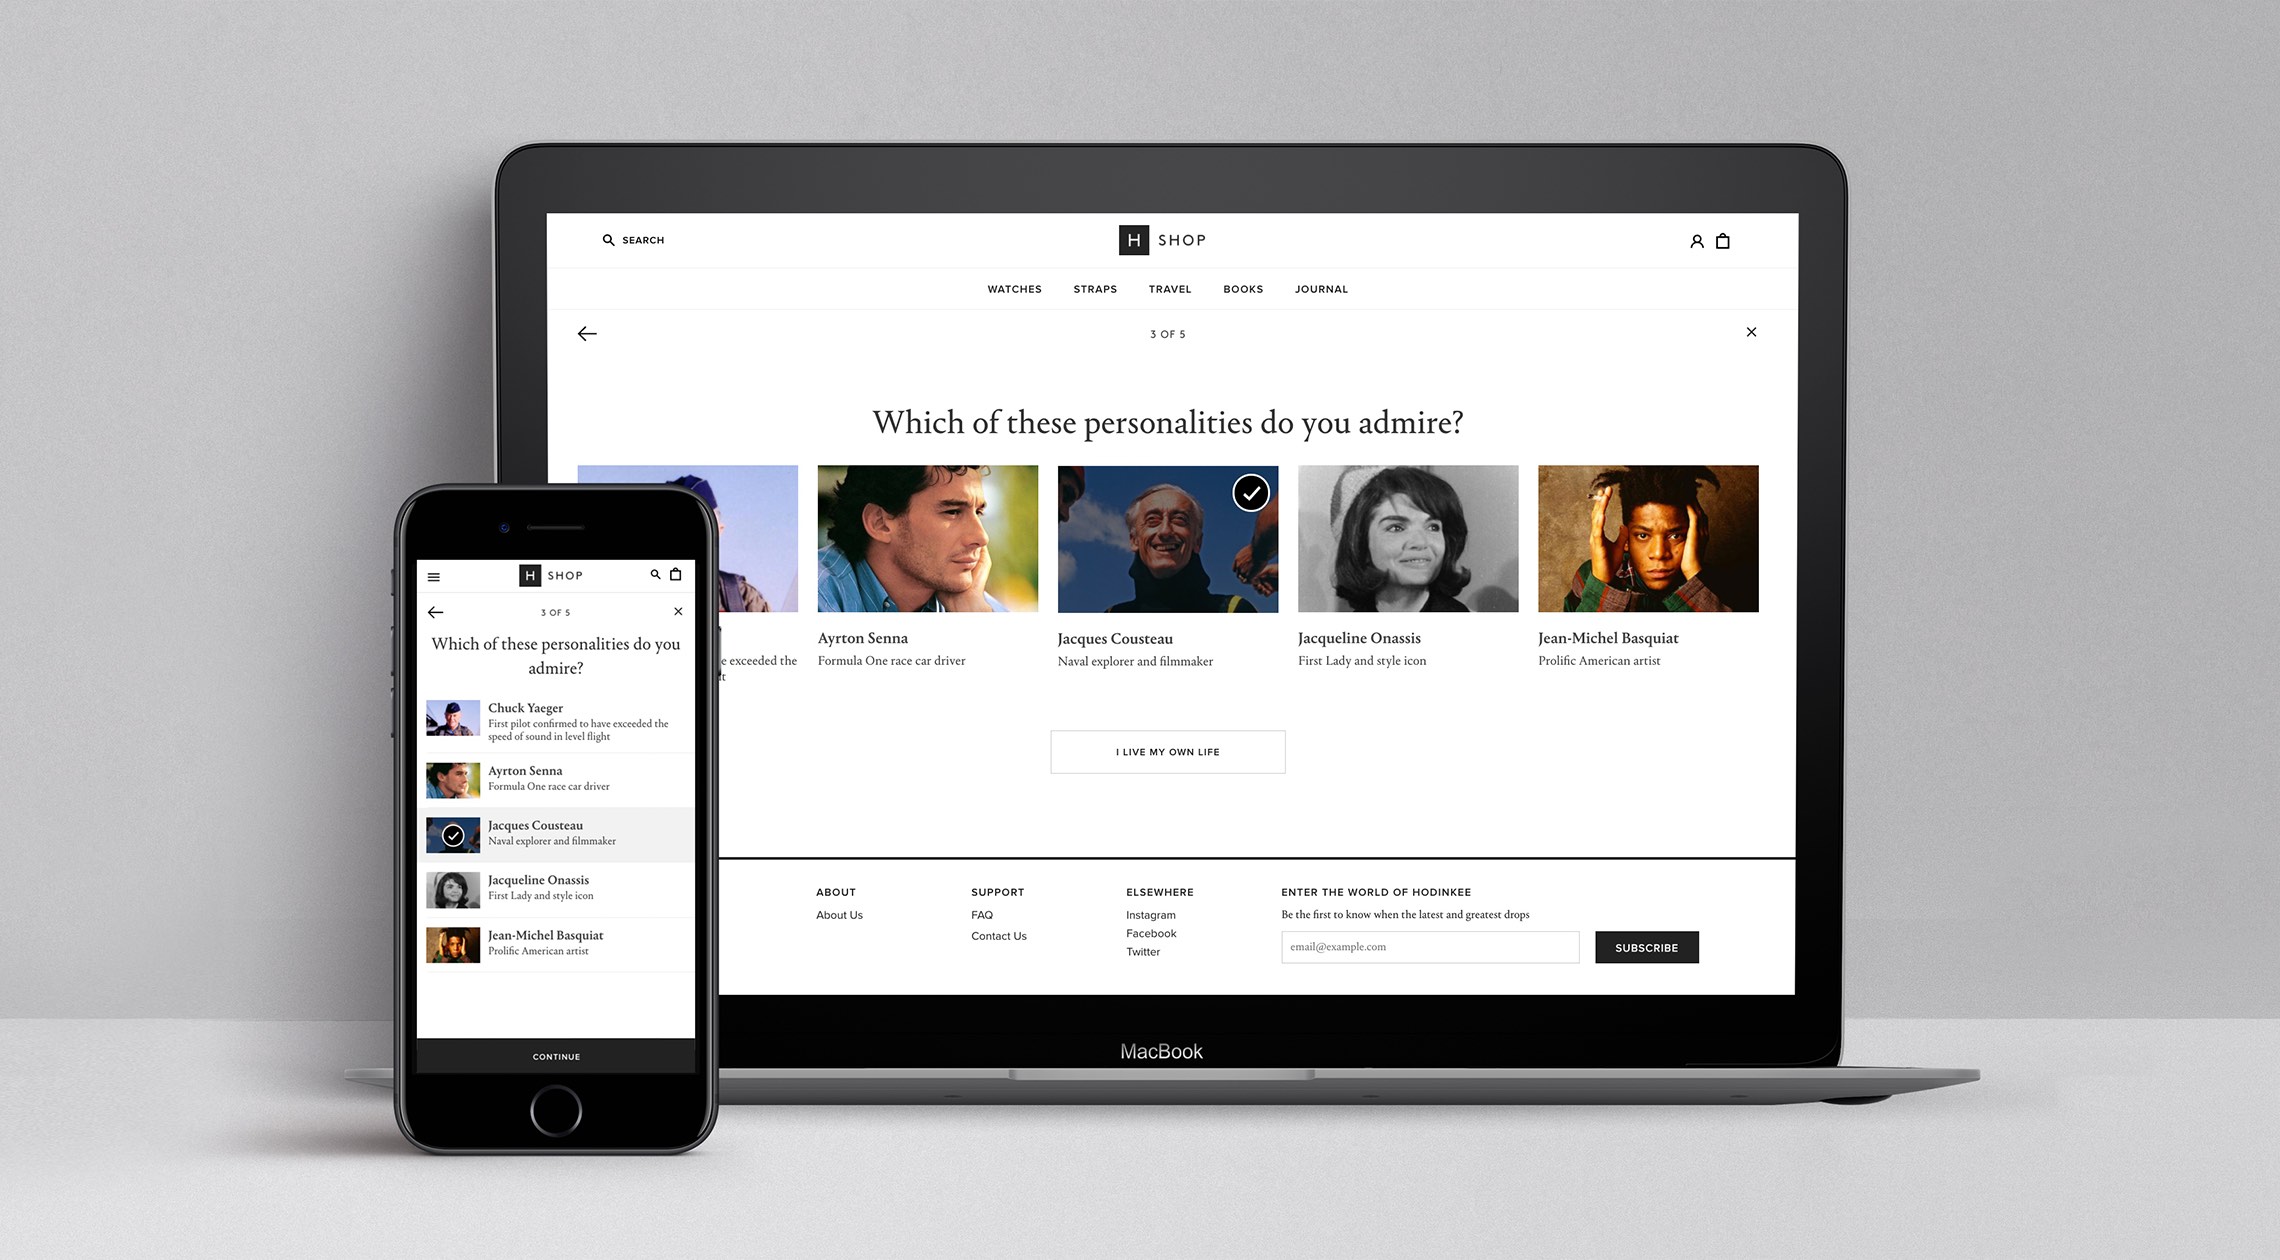 SEARCH
H SHOP
WATCHES STRAPS TRAVEL BOOKS JOURNAL
3 OF 5
Which of these personalities do you admire?
e exceeded the
Ayrton Senna
Formula One race car driver
Jacques Cousteau
Naval explorer and filmmaker
Jacqueline Onassis
First Lady and style icon
Jean-Michel Basquiat
Prolific American artist
I LIVE MY OWN LIFE
ABOUT
About Us
SUPPORT
FAQ
Contact Us
ELSEWHERE
Instagram
Facebook
Twitter
ENTER THE WORLD OF HODINKEE
Be the first to know when the latest and greatest drops
email@example.com
SUBSCRIBE
MacBook
H SHOP
3 OF 5
Which of these personalities do you
admire?
Chuck Yaeger
First pilot confirmed to have exceeded the
speed of sound in level flight
Ayrton Senna
Formula One race car driver
Jacques Cousteau
Naval explorer and filmmaker
Jacqueline Onassis
First Lady and style icon
Jean-Michel Basquiat
Prolific American artist
CONTINUE